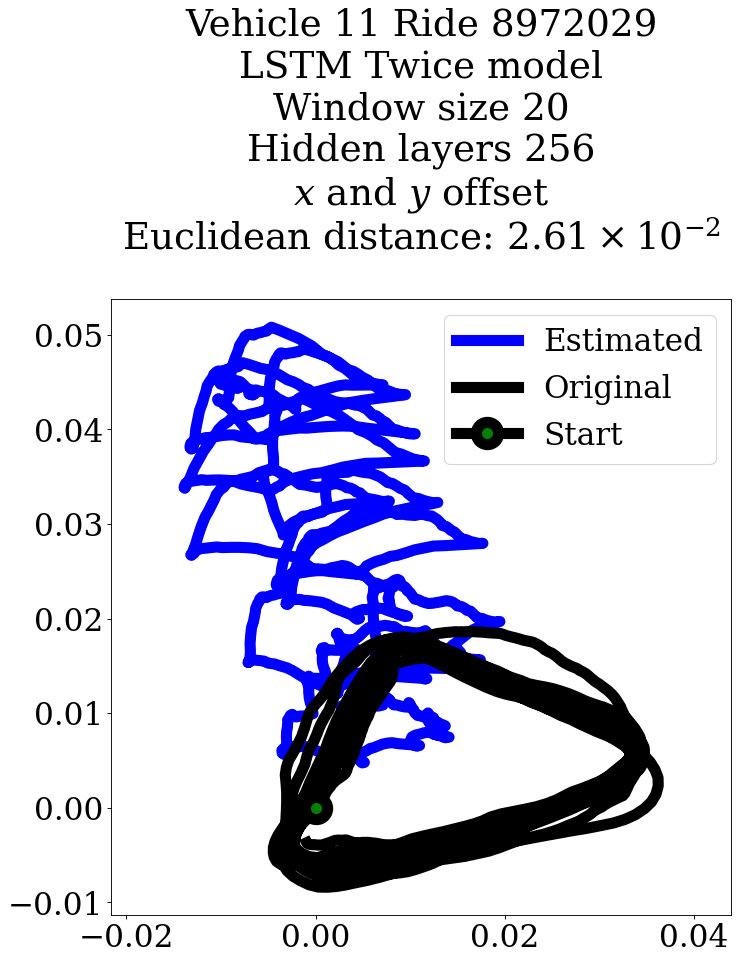 Vehicle 11 Ride 8972029
LSTM Twice model
Window size 20
Hidden layers 256
x and y offset
Euclidean distance: 2.61 × 10⁻²
Estimated
Original
Start
0.05
0.04
0.03
0.02
0.01
0.00
−0.01
−0.02 0.00 0.02 0.04